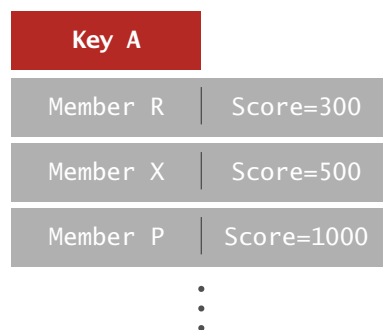 Key A
Member R Score=300
Member X Score=500
Member P Score=1000